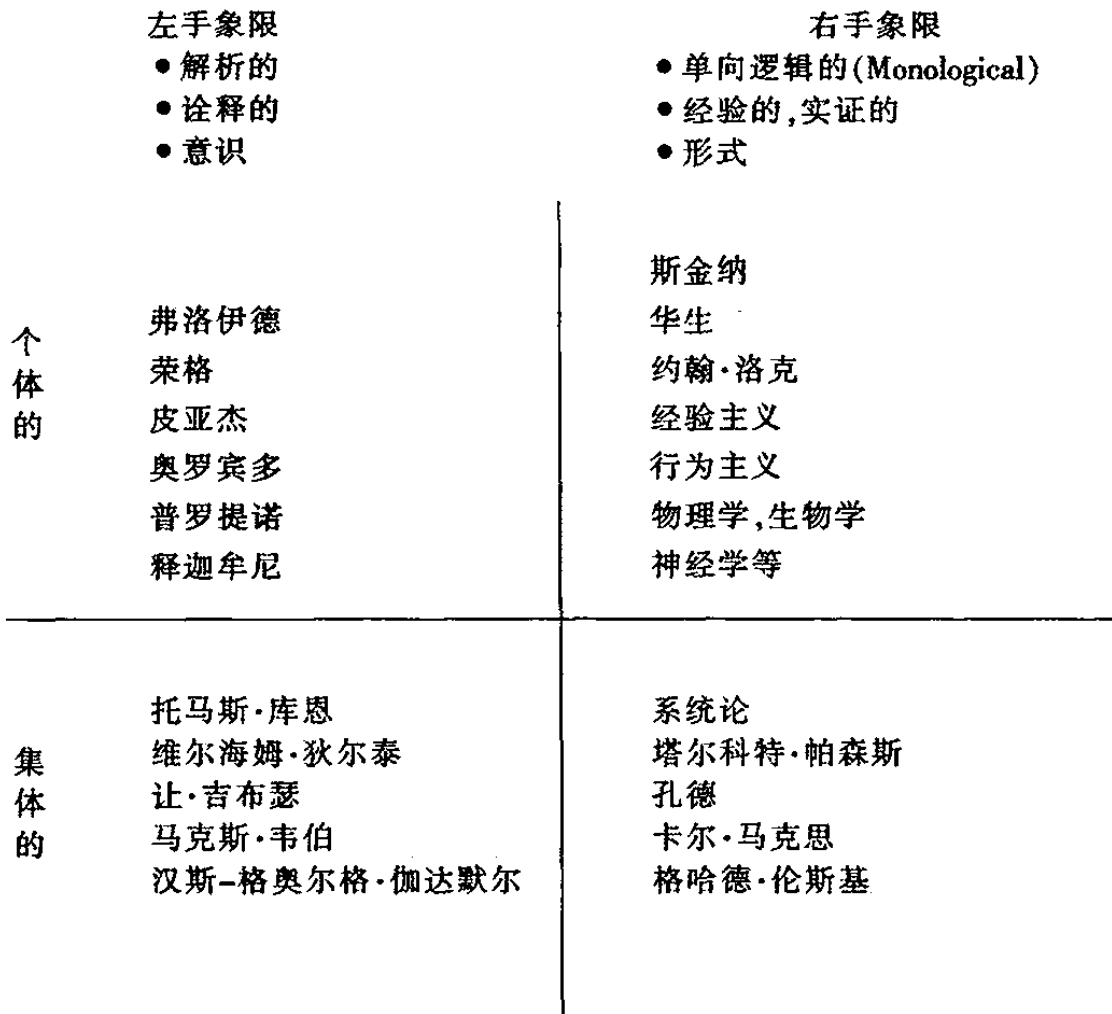 左手象限
●解析的
●诠释的
●意识
右手象限
●单向逻辑的(Monological)
●经验的,实证的
●形式
个体的
弗洛伊德
荣格
皮亚杰
奥罗宾多
普罗提诺
释迦牟尼
斯金纳
华生
约翰·洛克
经验主义
行为主义
物理学,生物学
神经学等
集体的
托马斯·库恩
维尔海姆·狄尔泰
让·吉布瑟
马克斯·韦伯
汉斯-格奥尔格·伽达默尔
系统论
塔尔科特·帕森斯
孔德
卡尔·马克思
格哈德·伦斯基